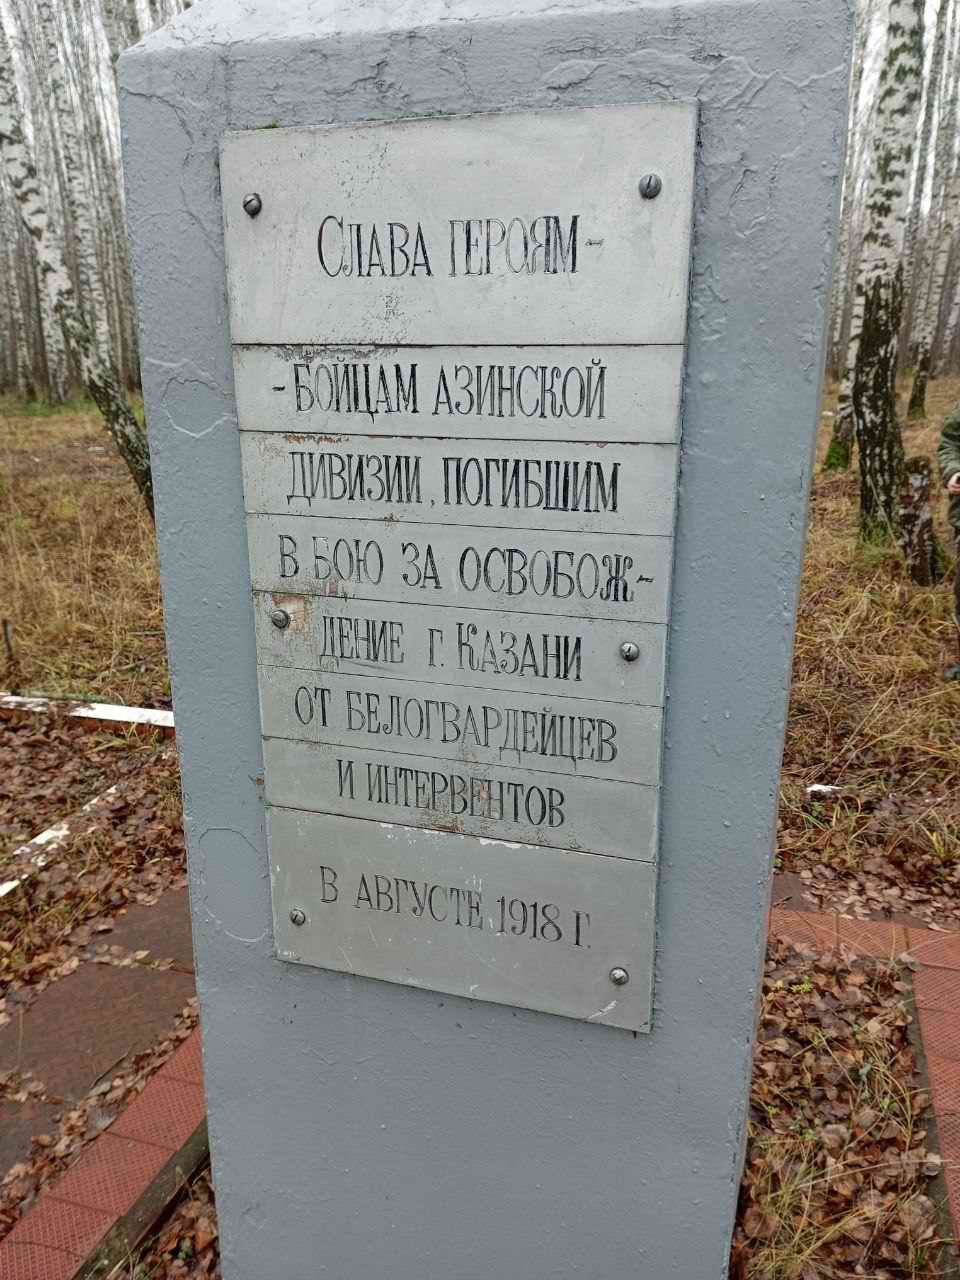 Слава героям-
-бойцам Азинской
дивизии, погибшим
в бою за освобож-
дение г. Казани
от белогвардейцев
и интервентов
в августе 1918 г.